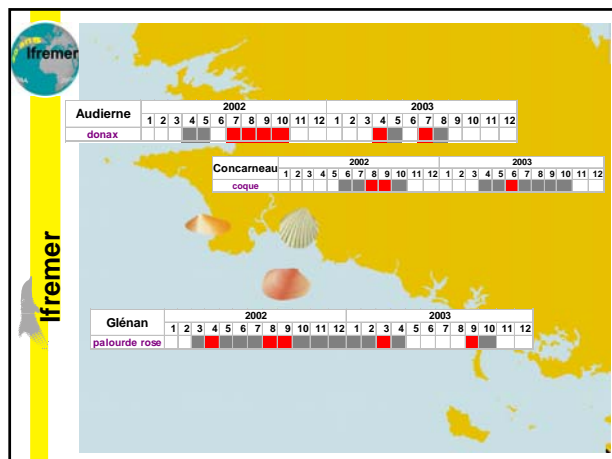 Ifremer
Audierne 2002 2003
1 2 3 4 5 6 7 8 9 10 11 12 1 2 3 4 5 6 7 8 9 10 11 12
donax
Concarneau 2002 2003
1 2 3 4 5 6 7 8 9 10 11 12 1 2 3 4 5 6 7 8 9 10 11 12
coque
Ifremer
Glénan 2002 2003
1 2 3 4 5 6 7 8 9 10 11 12 1 2 3 4 5 6 7 8 9 10 11 12
palourde rose